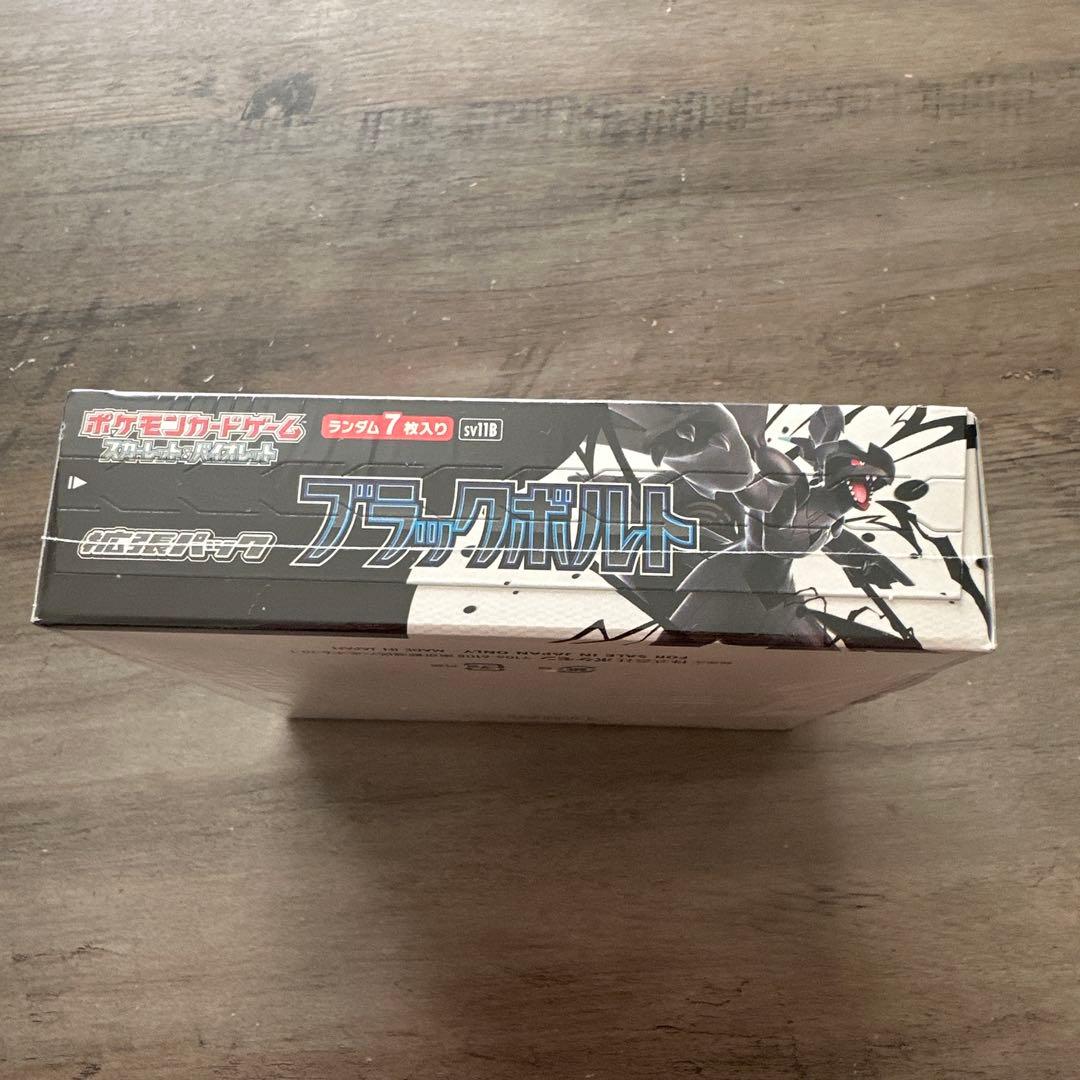 ポケモンカードゲーム
スカーレット&バイオレット
ランダム7枚入り
sv11B
拡張パック
ブラックボルト
FOR SALE IN JAPAN ONLY MADE IN JAPAN